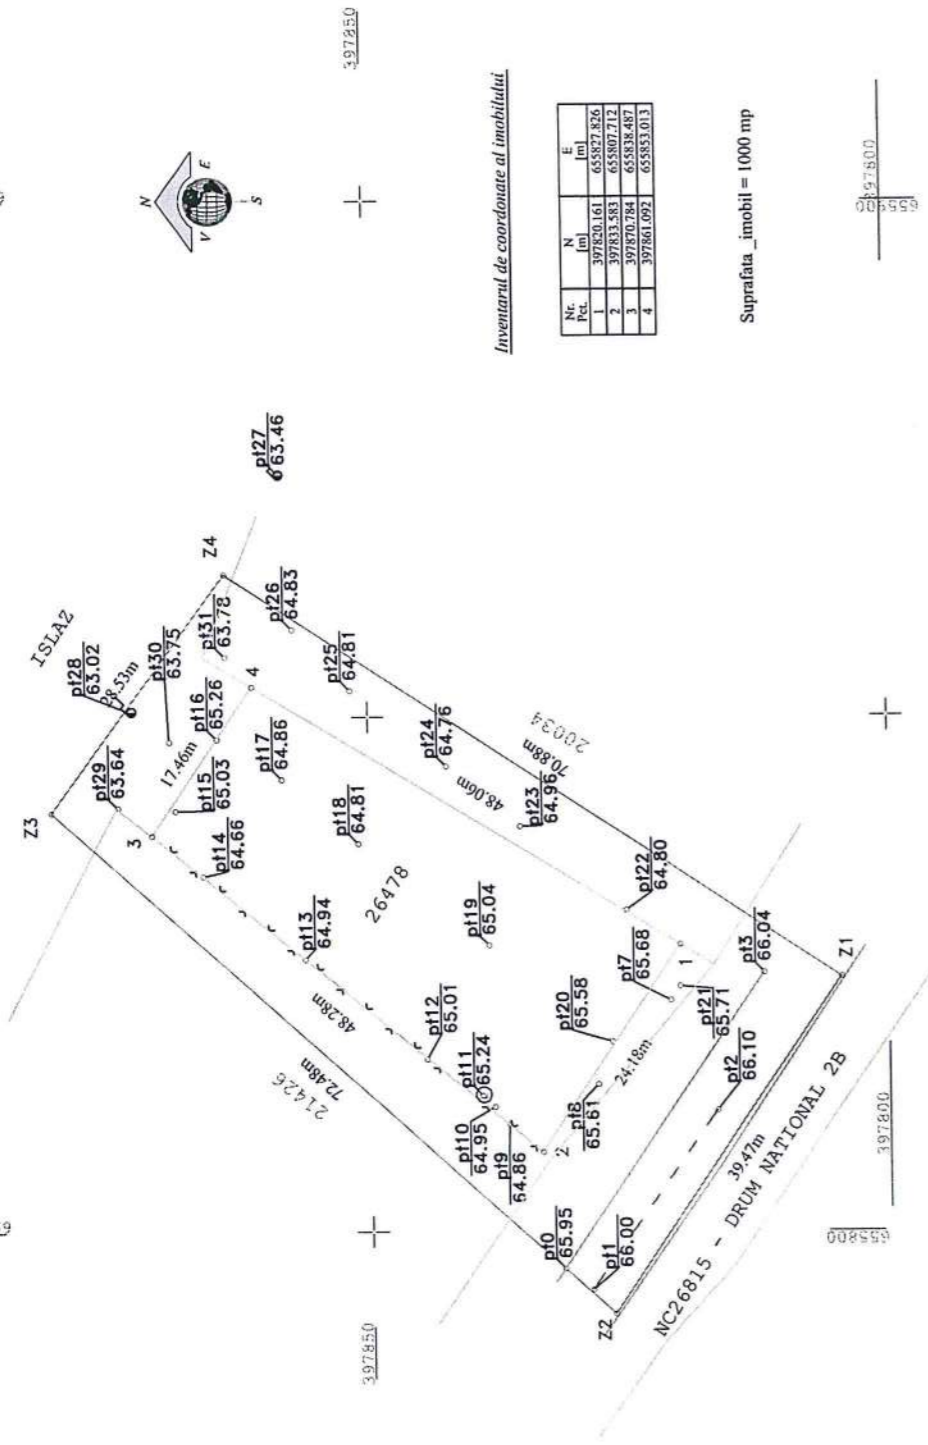 397850
N
V
E
S
Inventarul de coordonate al imobilului
Nr. Pct. N [m] E [m]
1 397820.161 655827.826
2 397833.583 655807.712
3 397870.784 655838.487
4 397861.092 655853.013
Suprafata_imobil = 1000 mp
397800
655900
ISLAZ
Z3
Z4
pt27
63.46
pt28
63.02
28.53m
pt29
63.64
pt30
63.75
pt31
63.78
pt26
64.83
3
4
17.46m
pt16
65.26
pt15
65.03
pt14
64.66
pt17
64.86
pt25
64.81
pt13
64.94
pt18
64.81
pt24
64.76
20034
70.88m
48.06m
26478
pt23
64.96
48.28m
21426
72.48m
pt12
65.01
pt19
65.04
pt22
64.80
pt11
65.24
pt10
64.95
pt9
64.86
pt20
65.58
pt7
65.68
1
pt3
66.04
Z1
pt21
65.71
24.18m
pt8
65.61
2
pt2
66.10
39.47m
pt0
65.95
pt1
66.00
Z2
NC26815 - DRUM NATIONAL 2B
397850
655800
397800